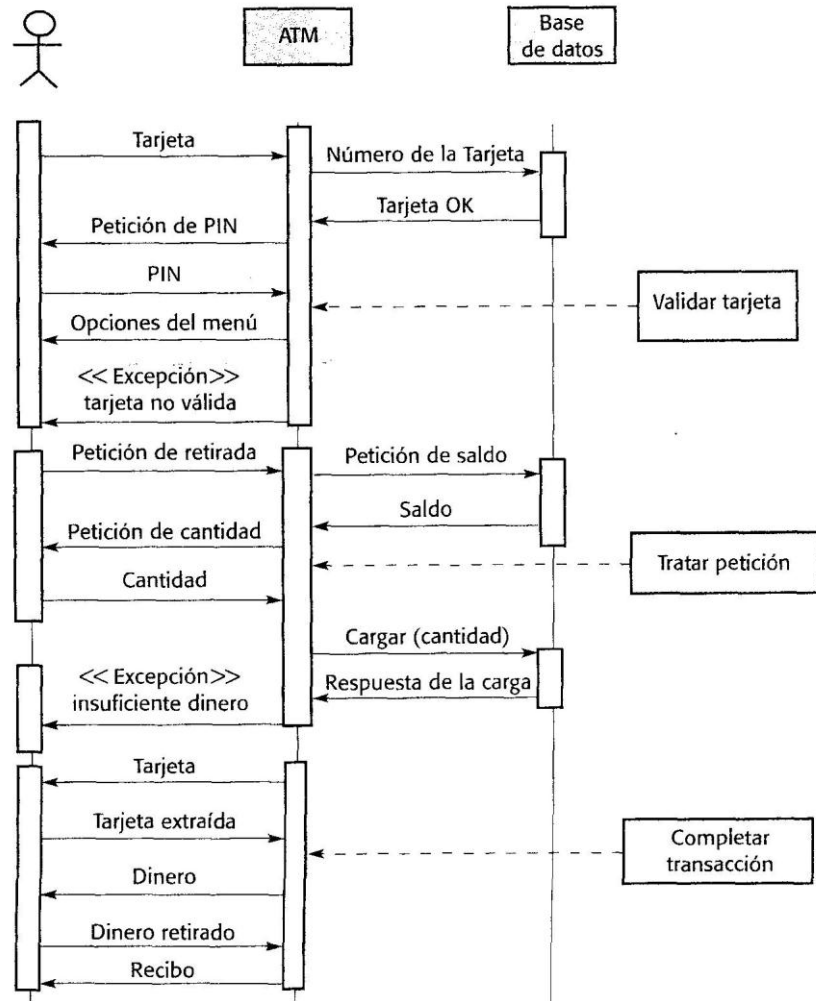 ATM
Base
de datos
Tarjeta
Número de la Tarjeta
Tarjeta OK
Petición de PIN
PIN
Validar tarjeta
Opciones del menú
<< Excepción>>
tarjeta no válida
Petición de retirada
Petición de saldo
Saldo
Petición de cantidad
Tratar petición
Cantidad
Cargar (cantidad)
<< Excepción>>
insuficiente dinero
Respuesta de la carga
Tarjeta
Tarjeta extraída
Completar
transacción
Dinero
Dinero retirado
Recibo